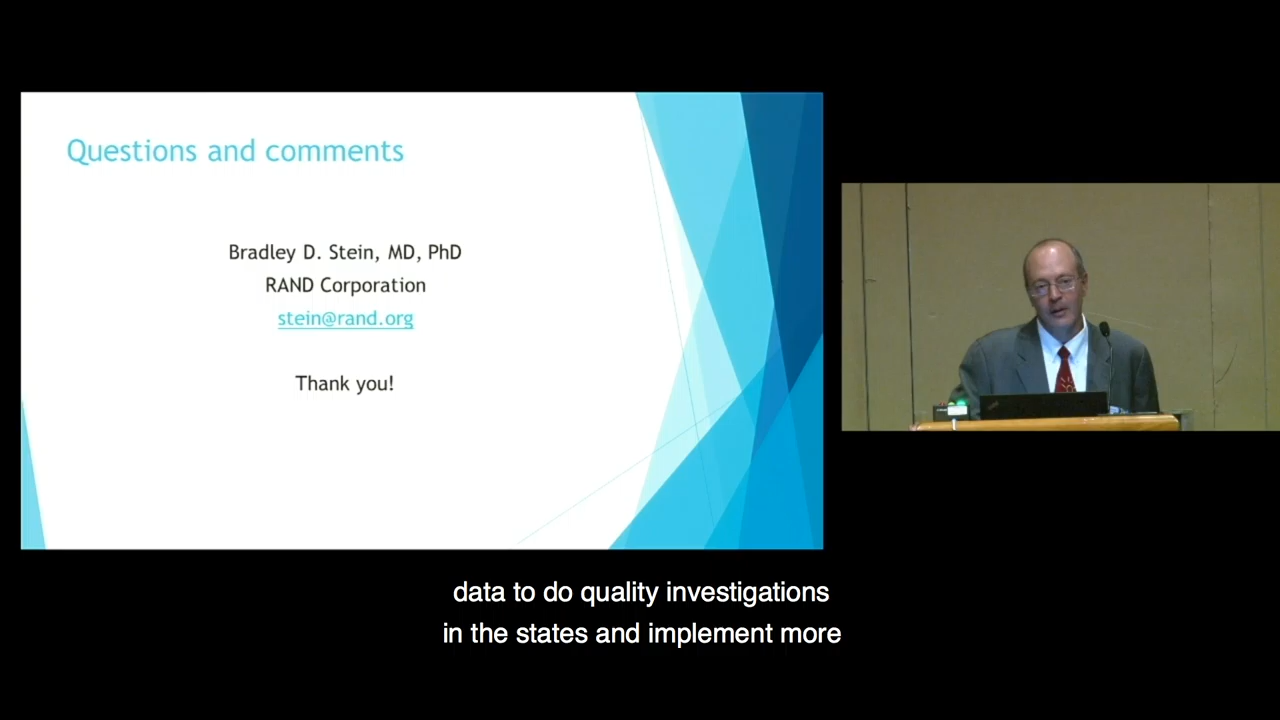 Questions and comments
Bradley D. Stein, MD, PhD
RAND Corporation
stein@rand.org
Thank you!
data to do quality investigations
in the states and implement more